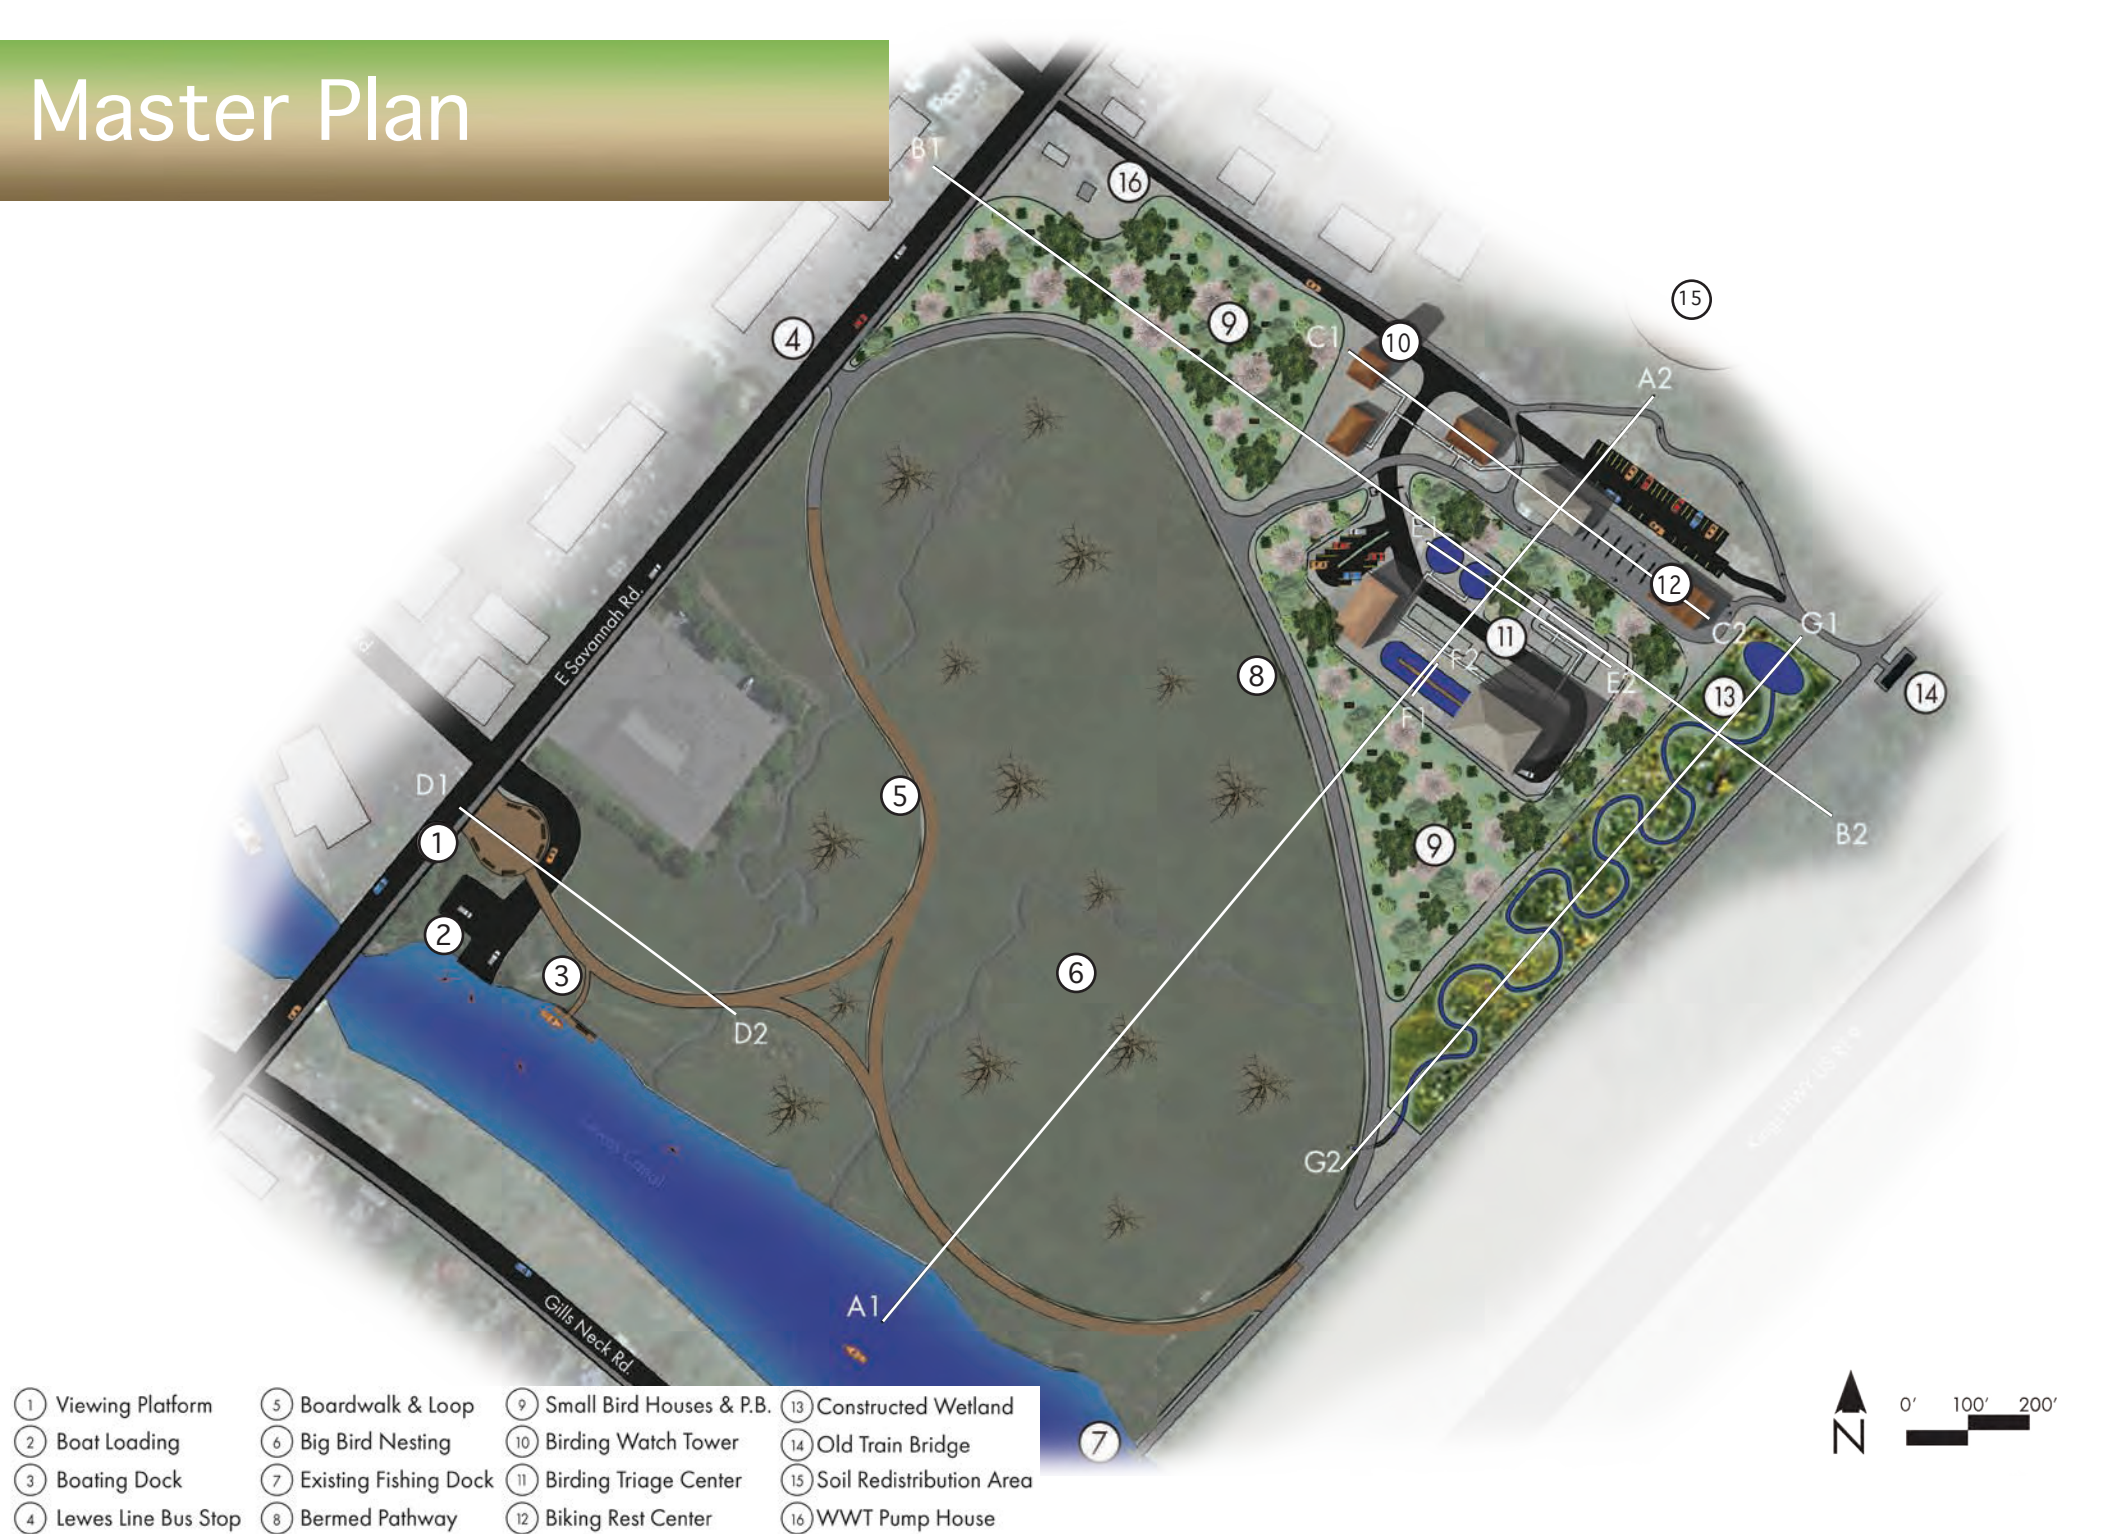 Master Plan
B1
16
15
4
9
C1
10
A2
E Savannah Rd.
E1
12
C2
G1
11
F2
E2
8
13
14
F1
D1
5
1
9
B2
2
3
6
D2
Lewes Canal
G2
A1
Gills Neck Rd.
7
1 Viewing Platform
2 Boat Loading
3 Boating Dock
4 Lewes Line Bus Stop
5 Boardwalk & Loop
6 Big Bird Nesting
7 Existing Fishing Dock
8 Bermed Pathway
9 Small Bird Houses & P.B.
10 Birding Watch Tower
11 Birding Triage Center
12 Biking Rest Center
13 Constructed Wetland
14 Old Train Bridge
15 Soil Redistribution Area
16 WWT Pump House
N
0' 100' 200'